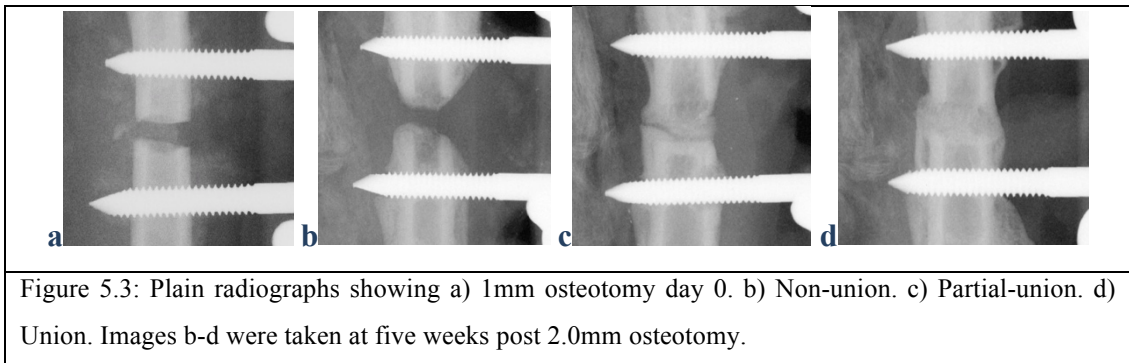 a b c d
Figure 5.3: Plain radiographs showing a) 1mm osteotomy day 0. b) Non-union. c) Partial-union. d)
Union. Images b-d were taken at five weeks post 2.0mm osteotomy.